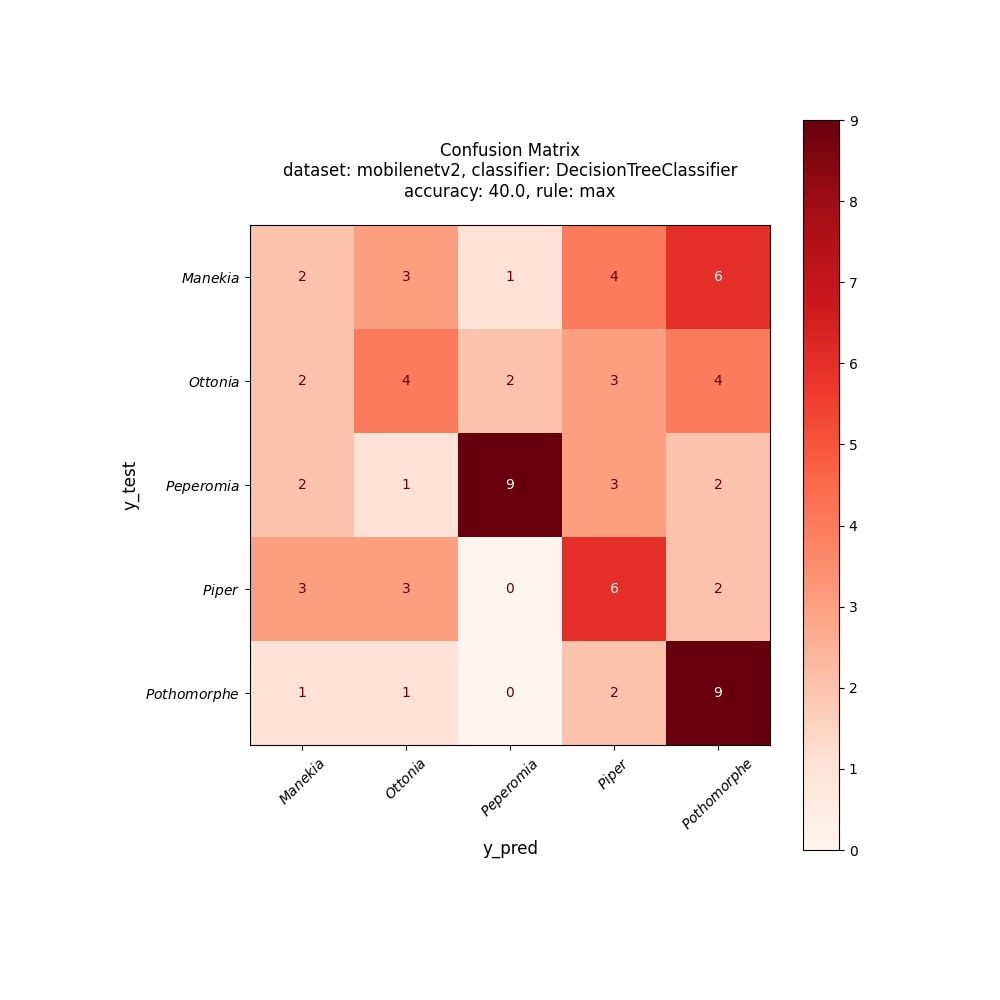 Confusion Matrix
dataset: mobilenetv2, classifier: DecisionTreeClassifier
accuracy: 40.0, rule: max
y_test
Manekia 2 3 1 4 6
Ottonia 2 4 2 3 4
Peperomia 2 1 9 3 2
Piper 3 3 0 6 2
Pothomorphe 1 1 0 2 9
Manekia Ottonia Peperomia Piper Pothomorphe
y_pred
9
8
7
6
5
4
3
2
1
0